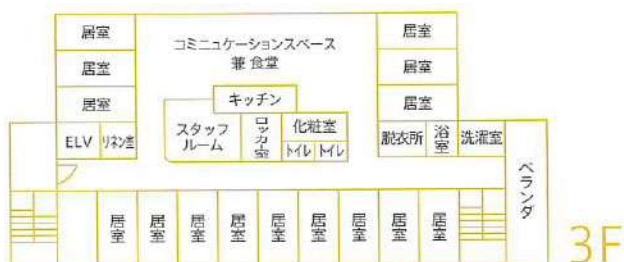 居室
居室
コミニュケーションスペース
兼 食堂
居室
居室
居室
居室
キッチン
ELV
リネン室
スタッフ
ルーム
ロッカ室
化粧室
トイレ
トイレ
脱衣所
浴室
洗濯室
ベランダ
居室
居室
居室
居室
居室
居室
居室
居室
居室
3F